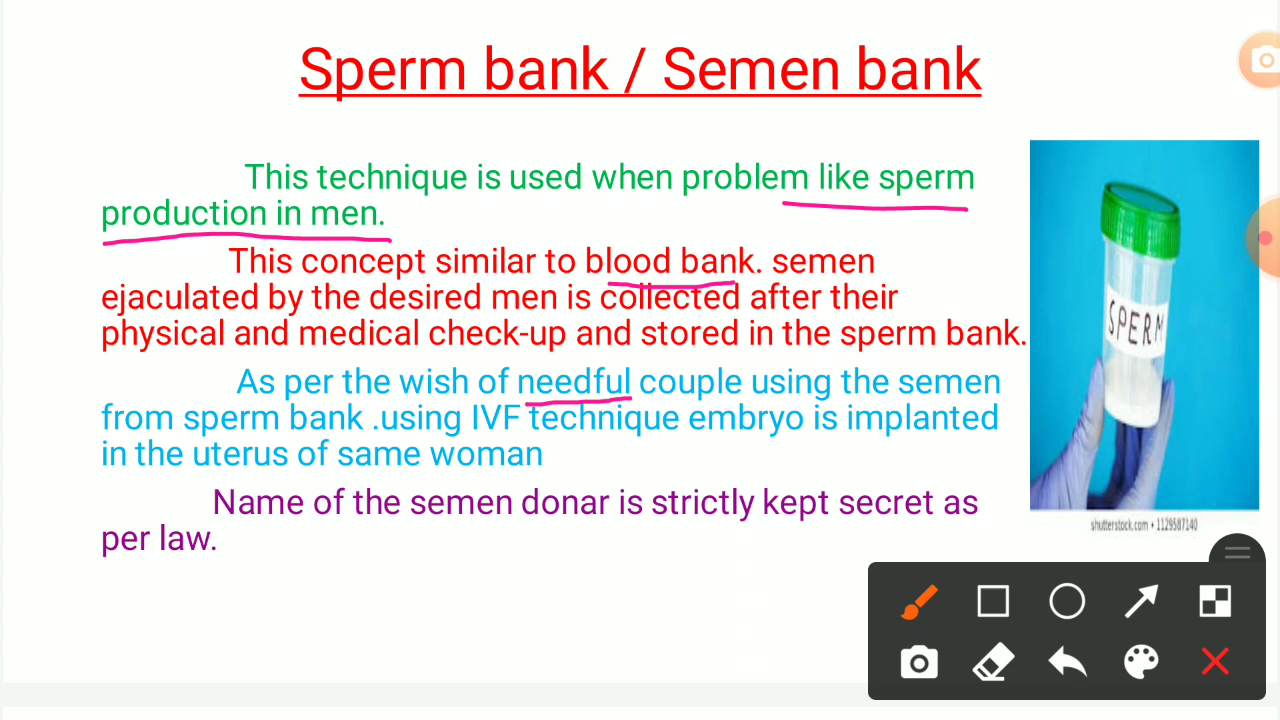 Sperm bank / Semen bank
This technique is used when problem like sperm
production in men.
This concept similar to blood bank. semen
ejaculated by the desired men is collected after their
physical and medical check-up and stored in the sperm bank.
As per the wish of needful couple using the semen
from sperm bank .using IVF technique embryo is implanted
in the uterus of same woman
Name of the semen donar is strictly kept secret as
per law.
SPERM
shutterstock.com • 1129587140